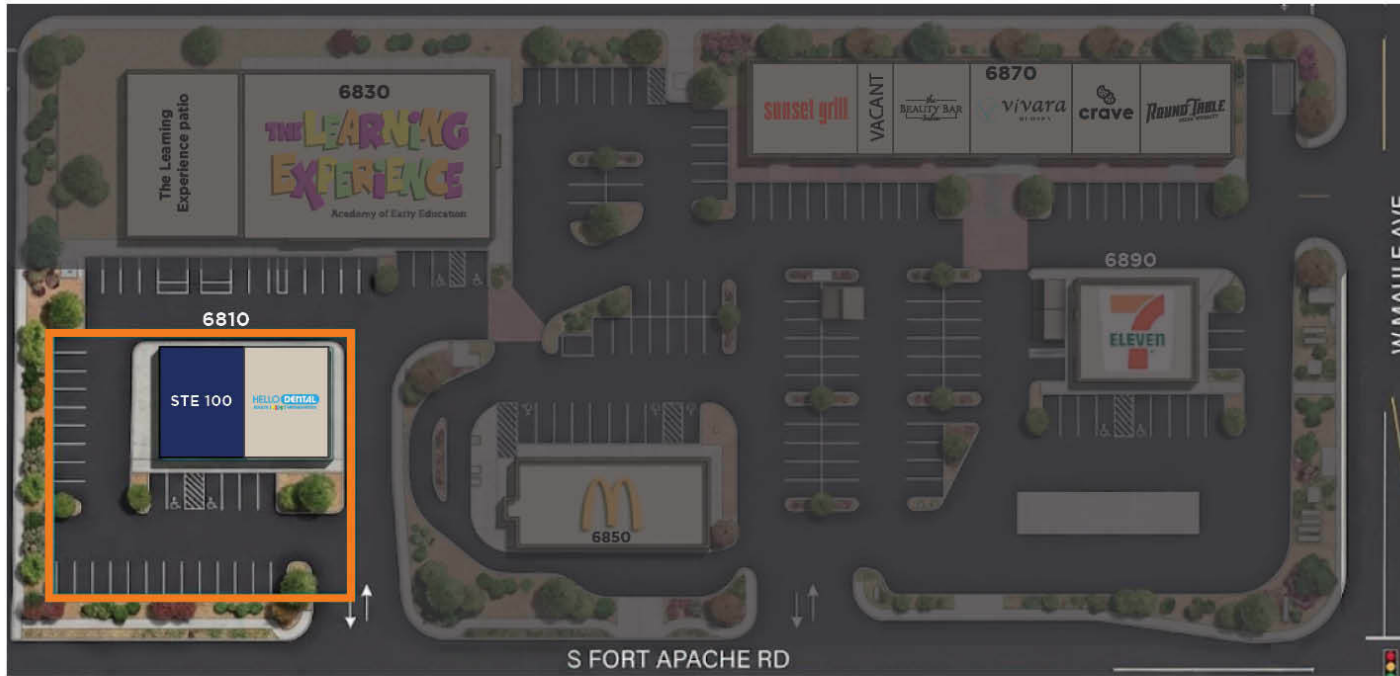 The Learning
Experience patio
6830
THE LEARNING
EXPERIENCE
Academy of Early Education
6870
sunset grill
VACANT
the
BEAUTY BAR
vivara
crave
ROUND TABLE
6890
7
ELEVEN
6810
STE 100
HELLO DENTAL
6850
S FORT APACHE RD
W MAULE AVE